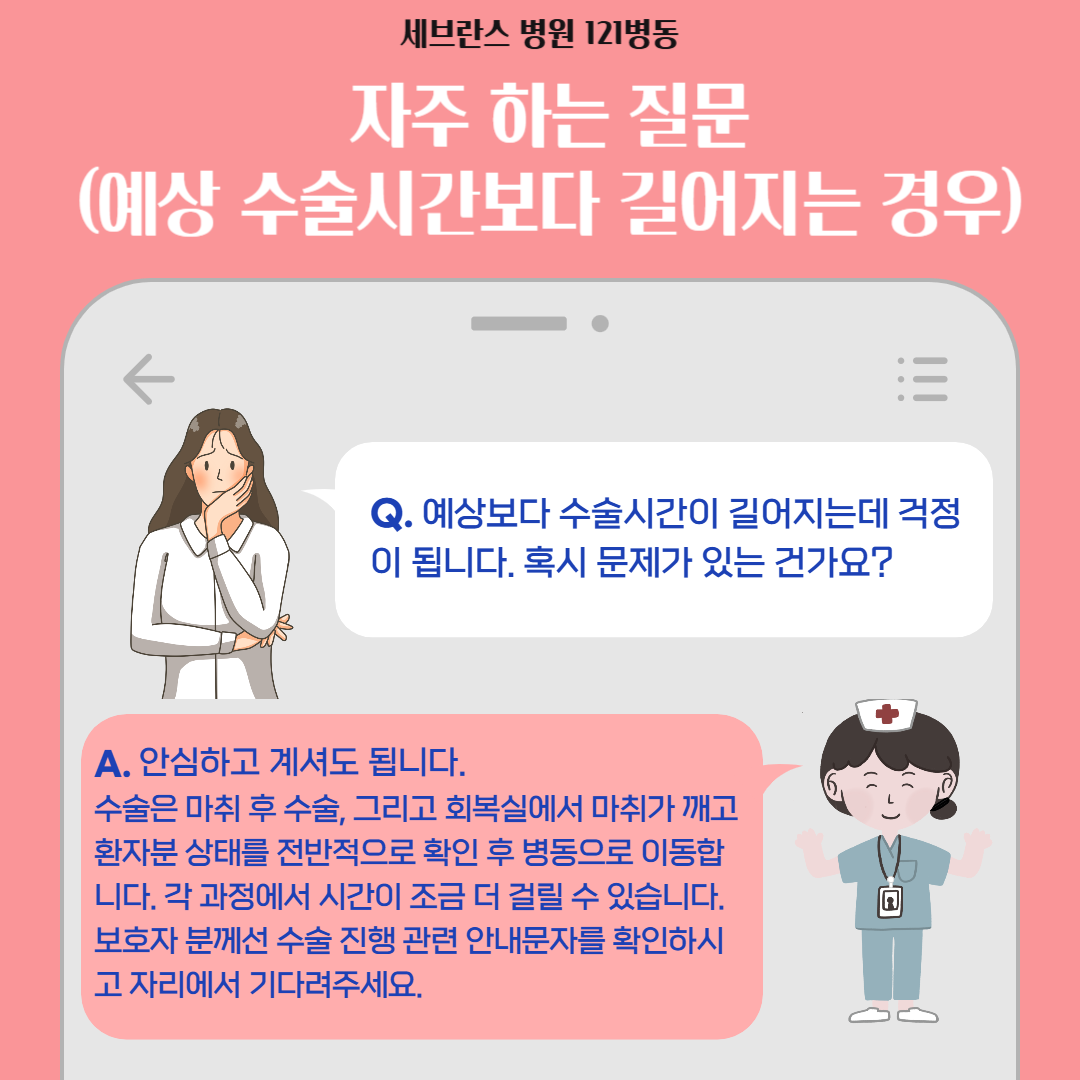 세브란스 병원 121병동
자주 하는 질문
(예상 수술시간보다 길어지는 경우)
Q. 예상보다 수술시간이 길어지는데 걱정
이 됩니다. 혹시 문제가 있는 건가요?
A. 안심하고 계셔도 됩니다.
수술은 마취 후 수술, 그리고 회복실에서 마취가 깨고
환자분 상태를 전반적으로 확인 후 병동으로 이동합
니다. 각 과정에서 시간이 조금 더 걸릴 수 있습니다.
보호자 분께선 수술 진행 관련 안내문자를 확인하시
고 자리에서 기다려주세요.